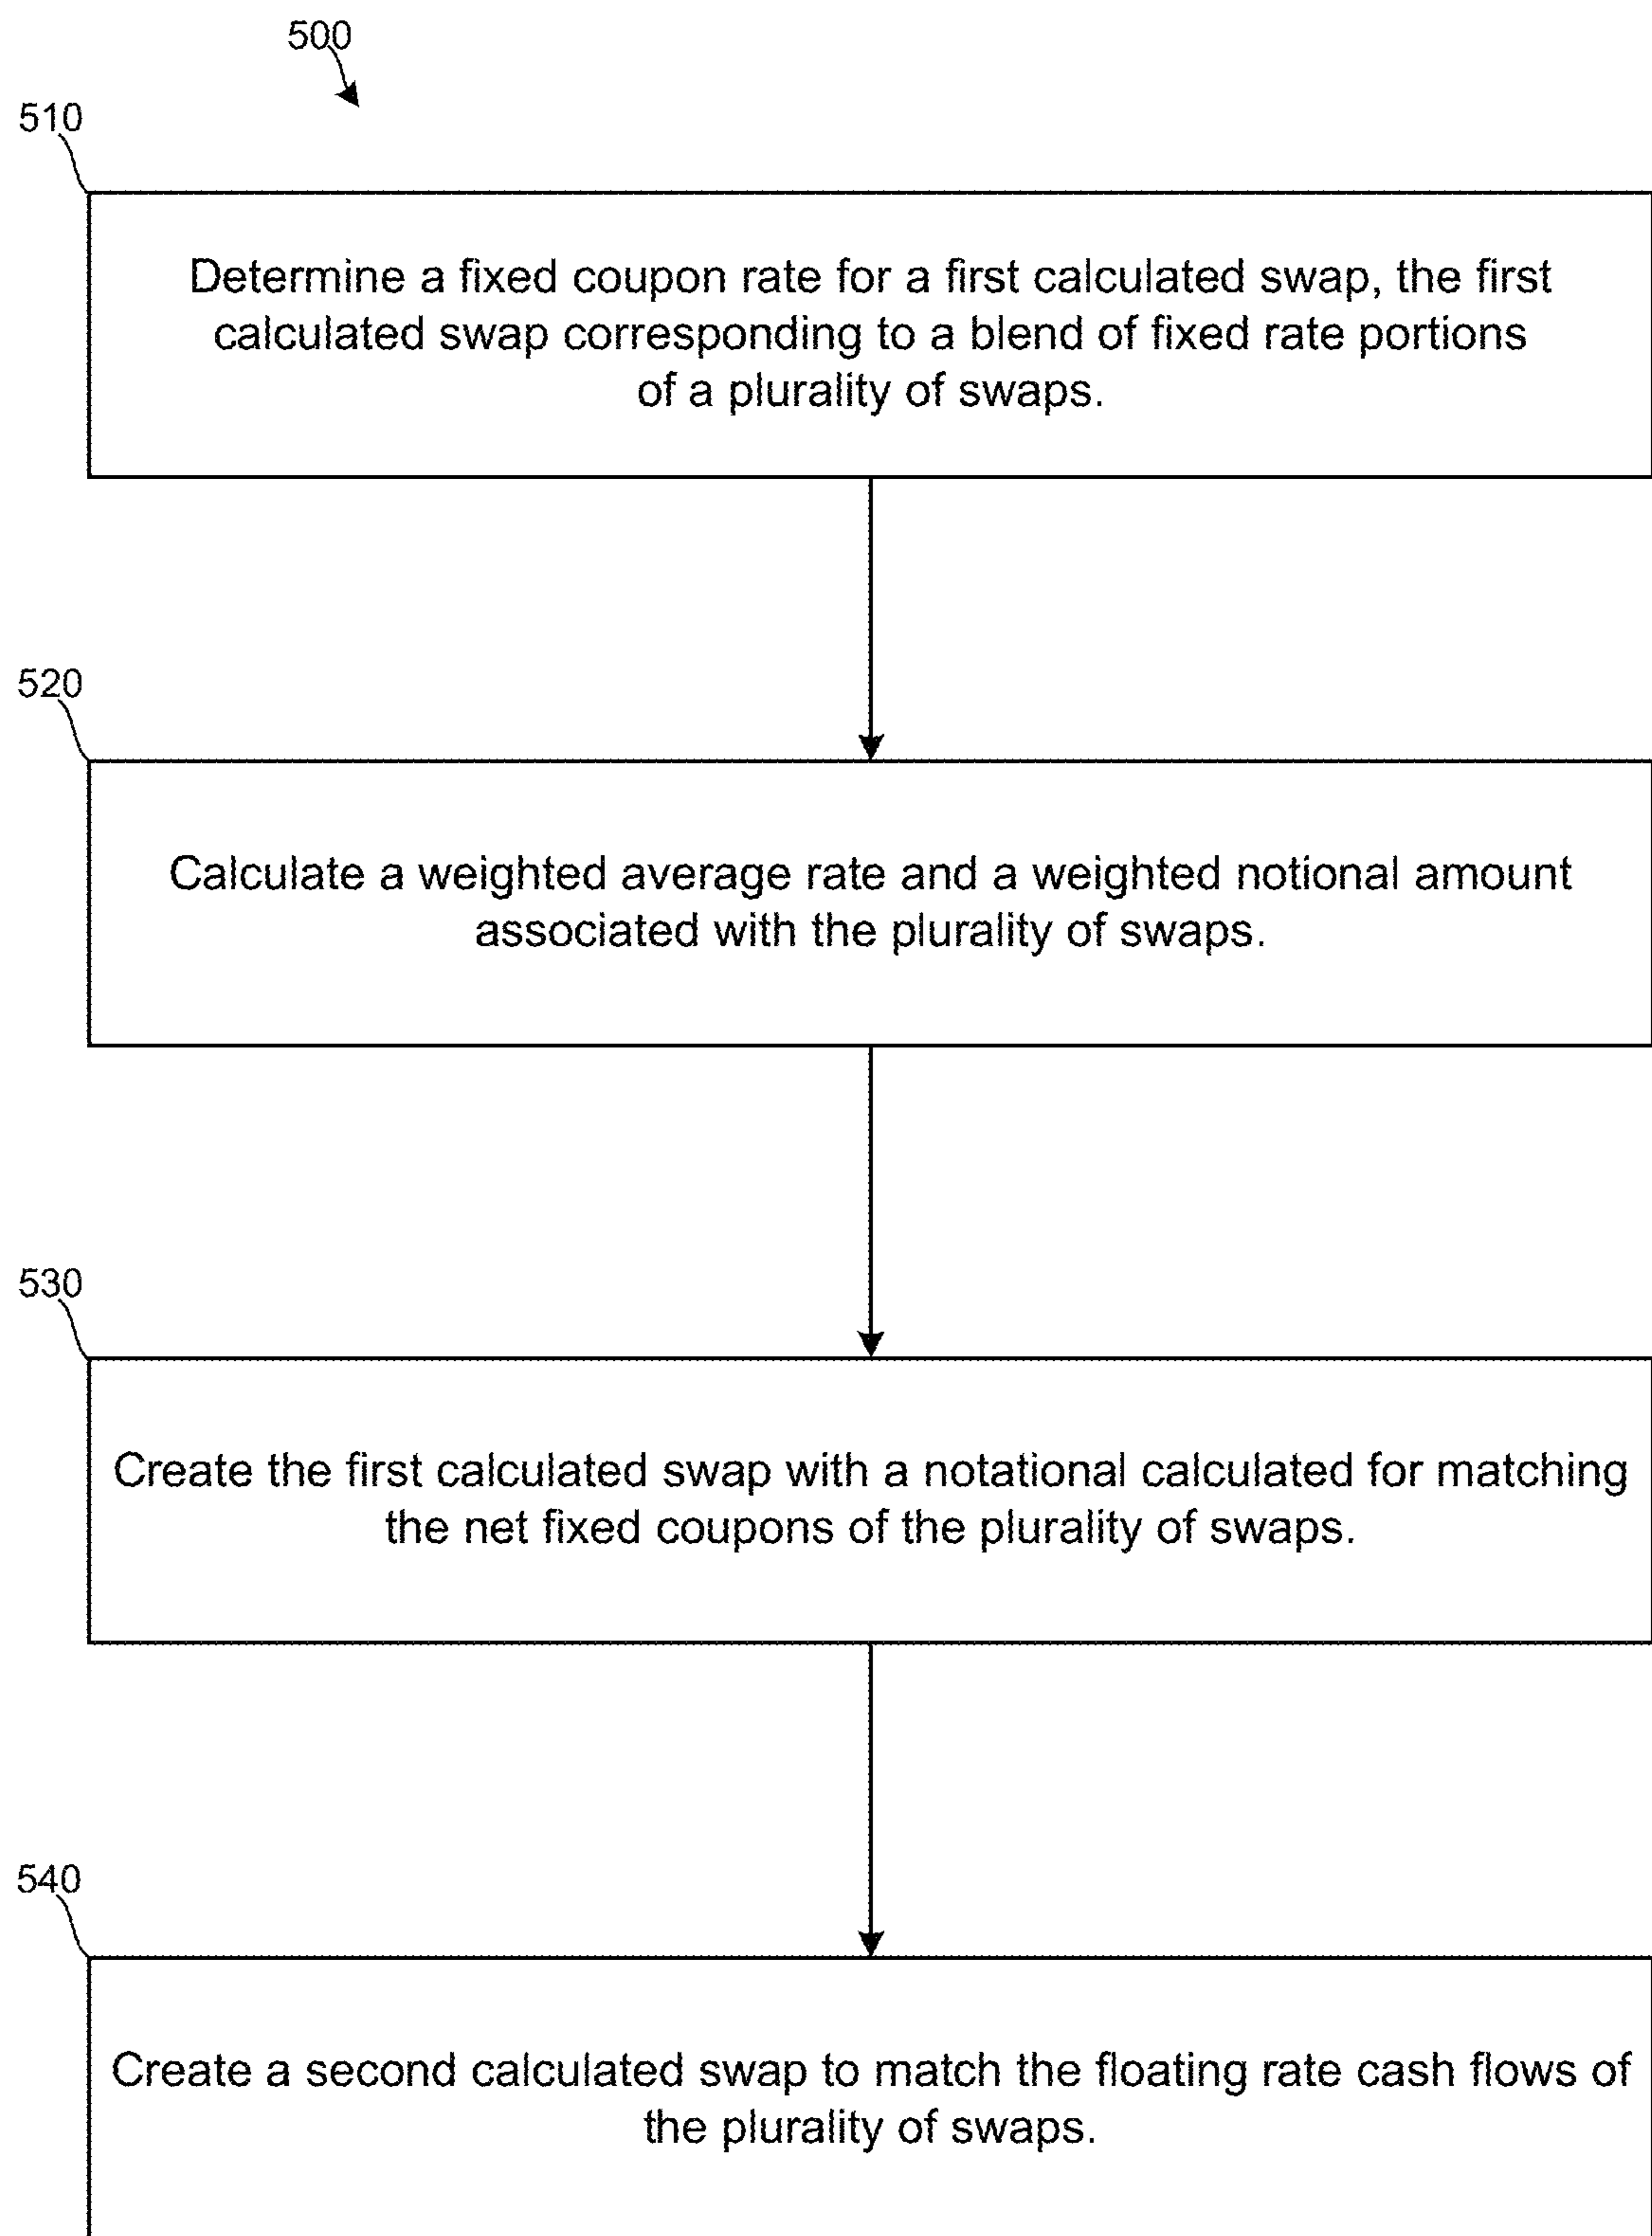 500
510
Determine a fixed coupon rate for a first calculated swap, the first
calculated swap corresponding to a blend of fixed rate portions
of a plurality of swaps.
520
Calculate a weighted average rate and a weighted notional amount
associated with the plurality of swaps.
530
Create the first calculated swap with a notational calculated for matching
the net fixed coupons of the plurality of swaps.
540
Create a second calculated swap to match the floating rate cash flows of
the plurality of swaps.